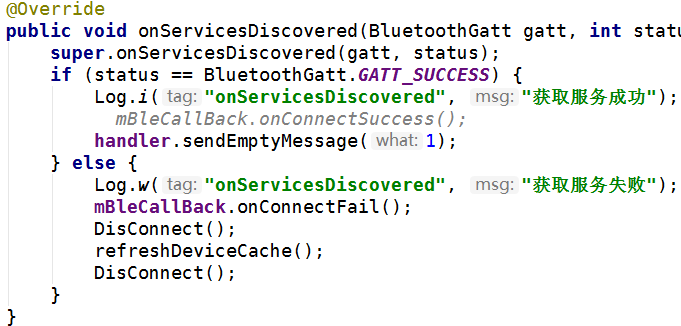 @Override
public void onServicesDiscovered(BluetoothGatt gatt, int statu
super.onServicesDiscovered(gatt, status);
if (status == BluetoothGatt.GATT_SUCCESS) {
Log.i( tag: "onServicesDiscovered", msg: "获取服务成功");
mBleCallBack.onConnectSuccess();
handler.sendEmptyMessage( what: 1);
} else {
Log.w( tag: "onServicesDiscovered", msg: "获取服务失败");
mBleCallBack.onConnectFail();
DisConnect();
refreshDeviceCache();
DisConnect();
}
}